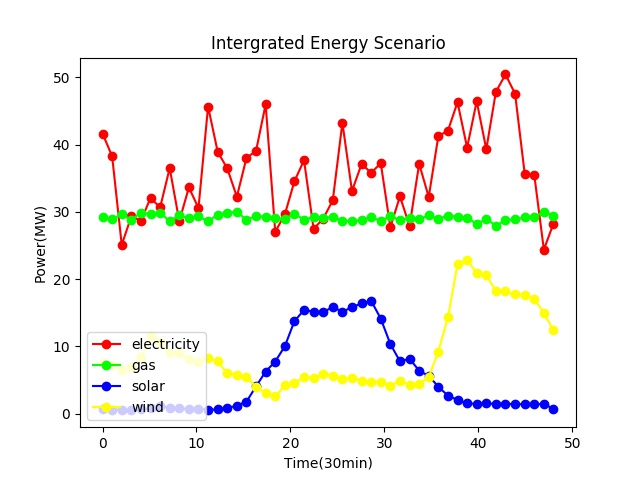 Intergrated Energy Scenario
Power(MW)
50
40
30
20
10
0
electricity
gas
solar
wind
0 10 20 30 40 50
Time(30min)